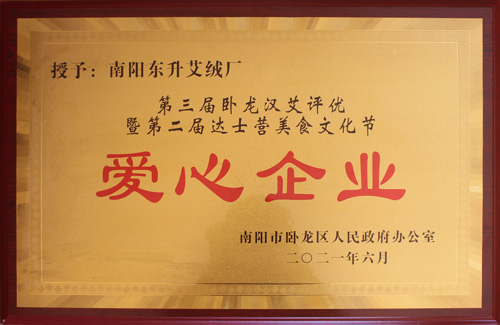 授予：南阳东升艾绒厂
第三届卧龙汉艾评优
暨第二届达士营美食文化节
爱心企业
南阳市卧龙区人民政府办公室
二〇二一年六月